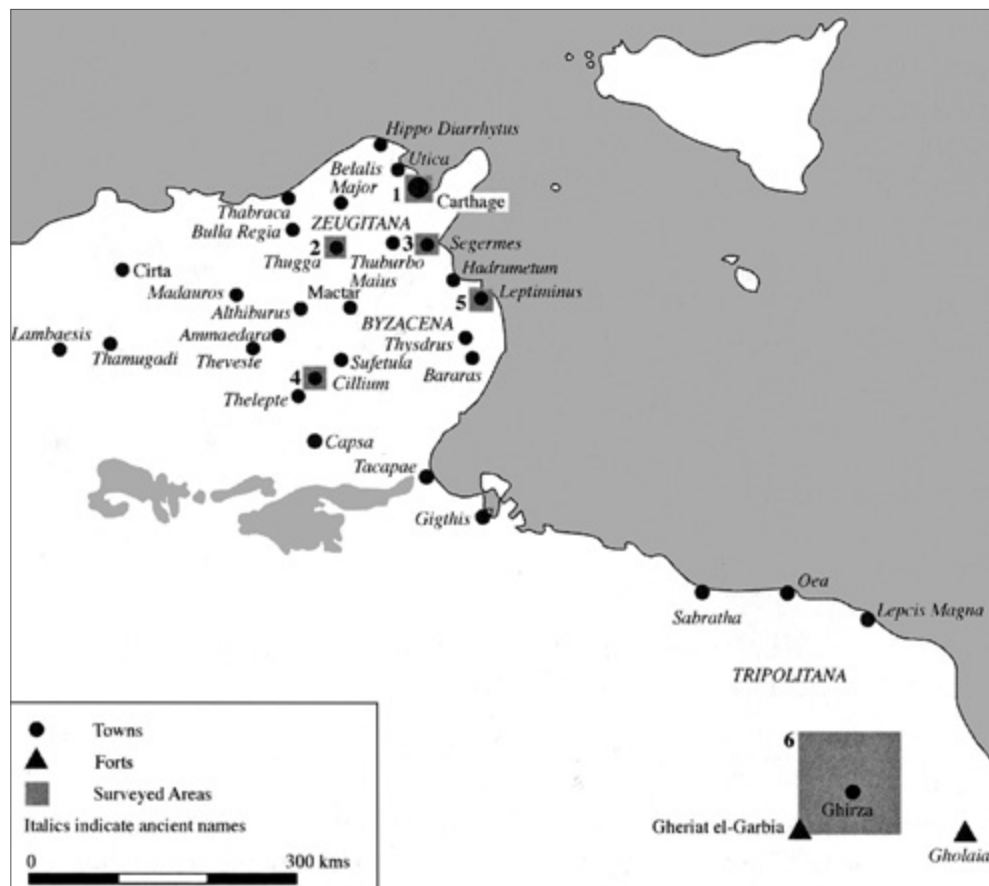 Hippo Diarrhytus
Utica
Belalis
Major
1
Carthage
Thabraca
Bulla Regia
ZEUGITANA
2
Thugga
Thuburbo
Maius
3
Segermes
Cirta
Hadrumetum
Madauros
Mactar
5
Leptiminus
Althiburus
BYZACENA
Lambaesis
Ammaedara
Thysdrus
Thamugadi
Theveste
Sufetula
Bararas
4
Cillium
Thelepte
Capsa
Tacapae
Gigthis
Oea
Sabratha
Lepcis Magna
TRIPOLITANA
6
Ghirza
Gheriat el-Garbia
Gholaia
Towns
Forts
Surveyed Areas
Italics indicate ancient names
0
300 kms